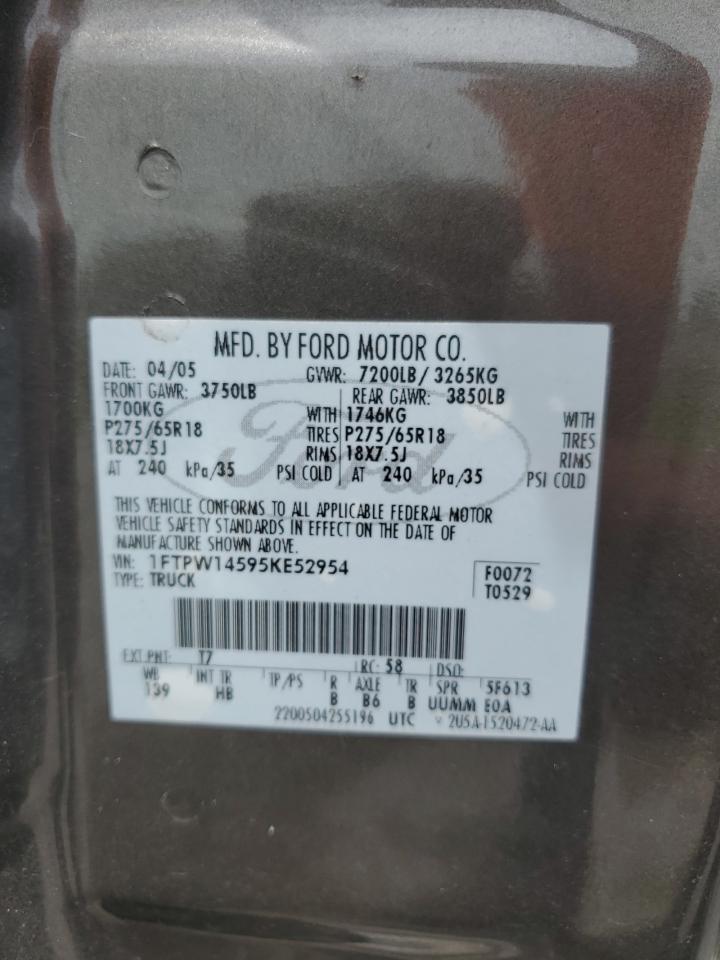 MFD. BY FORD MOTOR CO.
DATE: 04/05 GVWR: 7200LB/ 3265KG
FRONT GAWR: 3750LB REAR GAWR: 3850LB
1700KG WITH 1746KG WITH
P275/65R18 TIRES P275/65R18 TIRES
18X7.5J RIMS 18X7.5J RIMS
AT 240 kPa/35 PSI COLD AT 240 kPa/35 PSI COLD
Ford
THIS VEHICLE CONFORMS TO ALL APPLICABLE FEDERAL MOTOR
VEHICLE SAFETY STANDARDS IN EFFECT ON THE DATE OF
MANUFACTURE SHOWN ABOVE.
VIN: 1FTPW14595KE52954 F0072
TYPE: TRUCK T0529
EXT PNT: T7 RC: 58 DSO:
WB INT TR TP/PS R AXLE TR SPR 5F613
139 HB B B6 B UUMM EOA
2200504255196 UTC 2U5A-1520472-AA